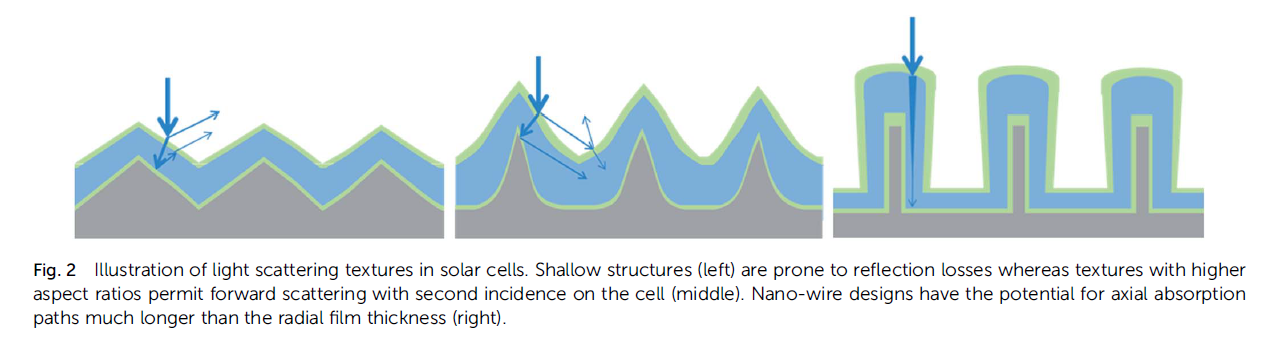 Fig. 2 Illustration of light scattering textures in solar cells. Shallow structures (left) are prone to reflection losses whereas textures with higher
aspect ratios permit forward scattering with second incidence on the cell (middle). Nano-wire designs have the potential for axial absorption
paths much longer than the radial film thickness (right).